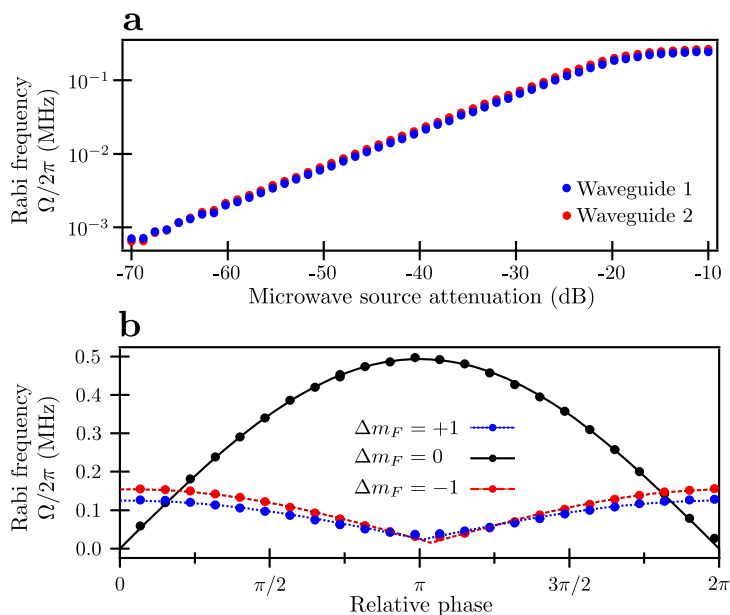 a
Rabi frequency
Ω/2π (MHz)
10⁻¹
10⁻²
10⁻³
Waveguide 1
Waveguide 2
-70 -60 -50 -40 -30 -20 -10
Microwave source attenuation (dB)
b
Rabi frequency
Ω/2π (MHz)
0.5
0.4
0.3
0.2
0.1
0.0
Δm_F = +1
Δm_F = 0
Δm_F = −1
0 π/2 π 3π/2 2π
Relative phase